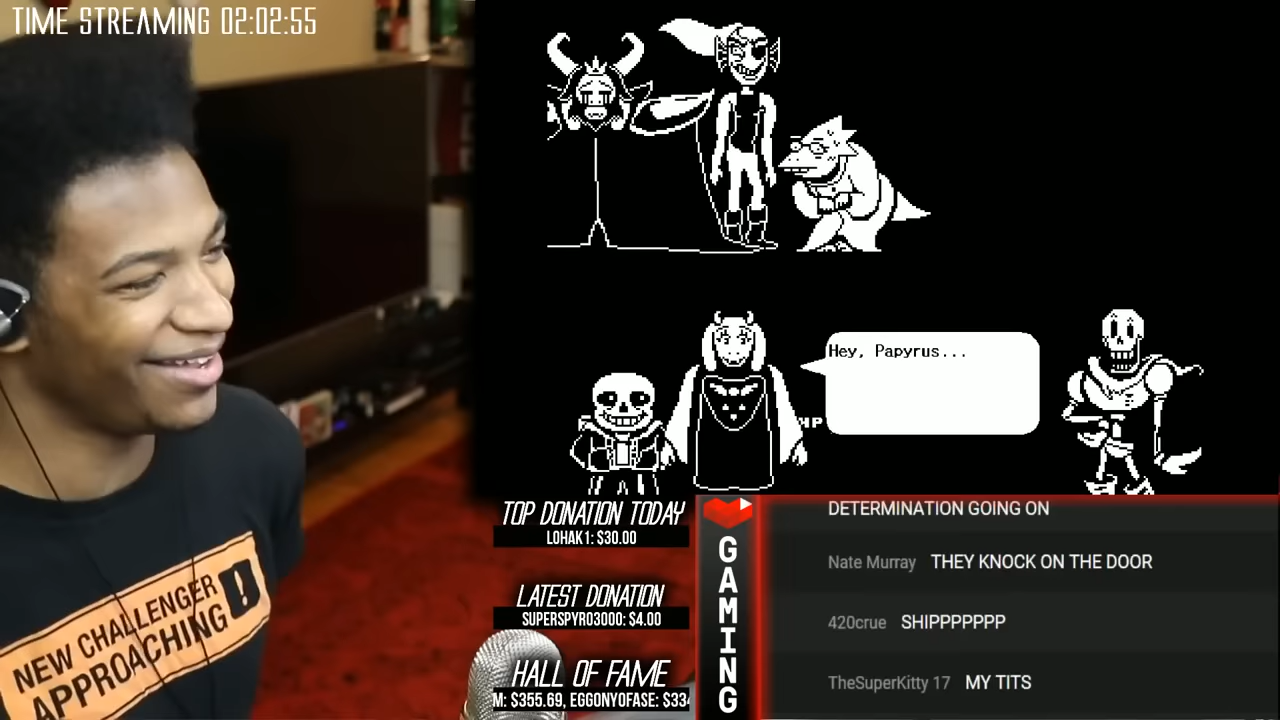 TIME STREAMING 02:02:55
Hey, Papyrus...
NEW CHALLENGER
APPROACHING !
TOP DONATION TODAY
LOHAK1: $30.00
LATEST DONATION
SUPERSPYRO3000: $4.00
HALL OF FAME
M: $355.69, EGGONYOFASE: $334
GAMING
DETERMINATION GOING ON
Nate Murray THEY KNOCK ON THE DOOR
420crue SHIPPPPPPP
TheSuperKitty 17 MY TITS